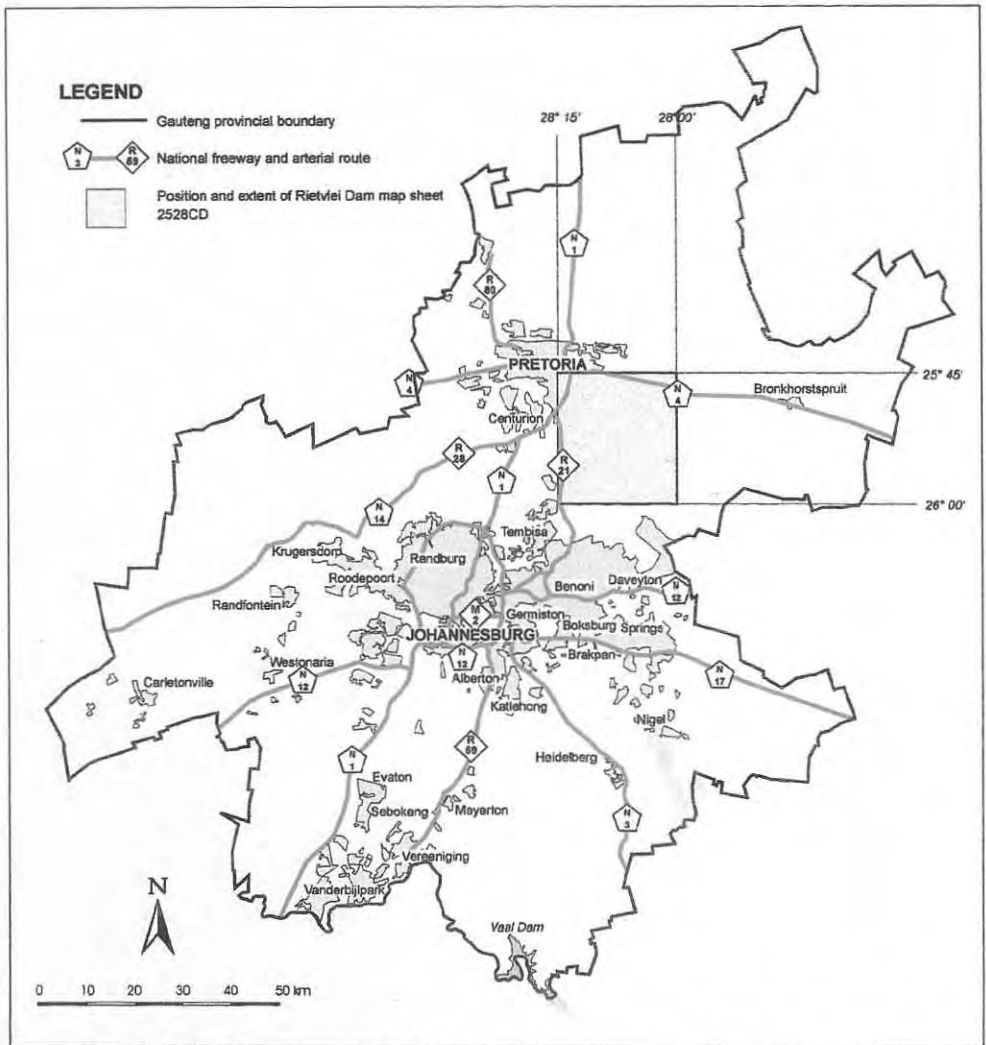 LEGEND
Gauteng provincial boundary
N 3
R 59
National freeway and arterial route
Position and extent of Rietvlei Dam map sheet
2528CD
28° 15'
28° 00'
N 1
R 80
PRETORIA
25° 45'
N 4
N 4
Bronkhorstspruit
Centurion
R 28
R 21
N 1
26° 00'
N 14
Tembisa
Krugersdorp
Randburg
Roodepoort
Benoni
Daveyton
N 12
Randfontein
M 2
Germiston
Boksburg
Springs
JOHANNESBURG
N 12
Brakpan
Westonaria
N 12
Alberton
N 17
Carletonville
Katlehong
Nigel
R 59
N 1
Heidelberg
Evaton
Sebokeng
Meyerton
N 3
Vereeniging
Vanderbijlpark
N
Vaal Dam
0 10 20 30 40 50 km